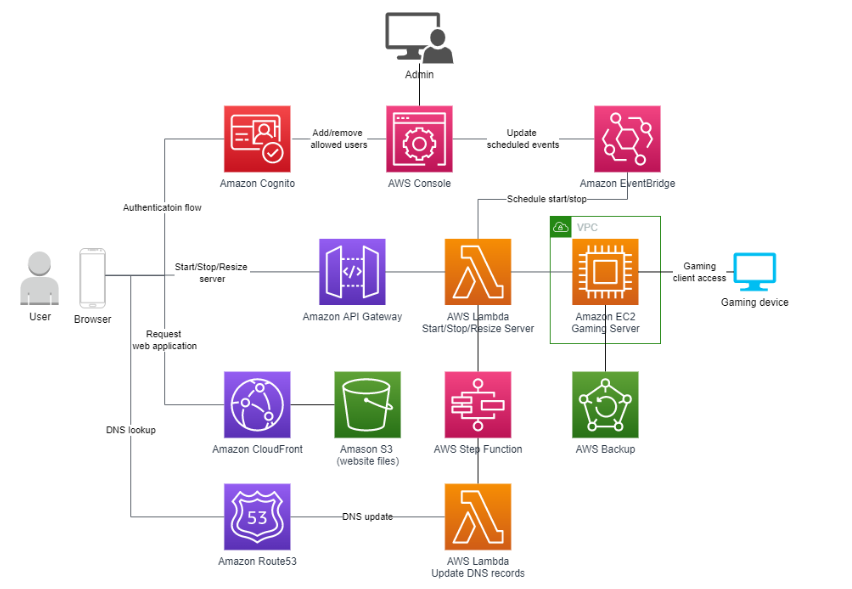 Admin
Add/remove
allowed users
Update
scheduled events
Amazon Cognito
AWS Console
Amazon EventBridge
Schedule start/stop
Authenticatoin flow
VPC
Start/Stop/Resize
server
Gaming
client access
Gaming device
User
Browser
Amazon API Gateway
AWS Lambda
Start/Stop/Resize Server
Amazon EC2
Gaming Server
Request
web application
DNS lookup
Amazon CloudFront
Amason S3
(website files)
AWS Step Function
AWS Backup
53
DNS update
Amazon Route53
AWS Lambda
Update DNS records